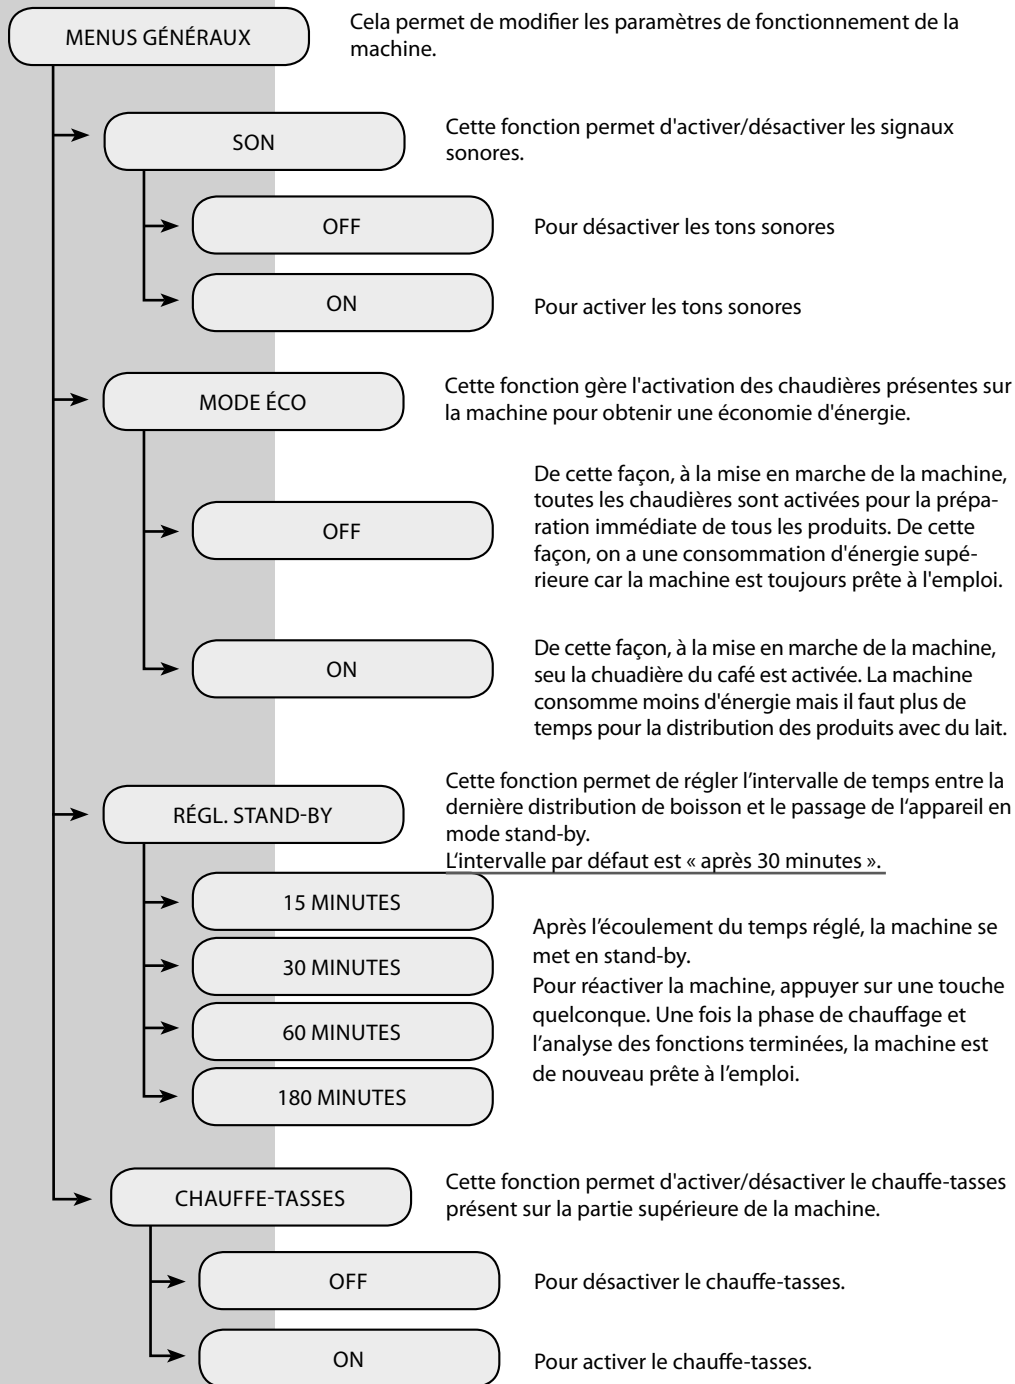 MENUS GÉNÉRAUX
Cela permet de modifier les paramètres de fonctionnement de la
machine.
SON
Cette fonction permet d'activer/désactiver les signaux
sonores.
OFF
Pour désactiver les tons sonores
ON
Pour activer les tons sonores
MODE ÉCO
Cette fonction gère l'activation des chaudières présentes sur
la machine pour obtenir une économie d'énergie.
OFF
De cette façon, à la mise en marche de la machine,
toutes les chaudières sont activées pour la prépa-
ration immédiate de tous les produits. De cette
façon, on a une consommation d'énergie supé-
rieure car la machine est toujours prête à l'emploi.
ON
De cette façon, à la mise en marche de la machine,
seu la chuadière du café est activée. La machine
consomme moins d'énergie mais il faut plus de
temps pour la distribution des produits avec du lait.
RÉGL. STAND-BY
Cette fonction permet de régler l’intervalle de temps entre la
dernière distribution de boisson et le passage de l‘appareil en
mode stand-by.
L‘intervalle par défaut est « après 30 minutes ».
15 MINUTES
30 MINUTES
60 MINUTES
180 MINUTES
Après l’écoulement du temps réglé, la machine se
met en stand-by.
Pour réactiver la machine, appuyer sur une touche
quelconque. Une fois la phase de chauffage et
l’analyse des fonctions terminées, la machine est
de nouveau prête à l’emploi.
CHAUFFE-TASSES
Cette fonction permet d'activer/désactiver le chauffe-tasses
présent sur la partie supérieure de la machine.
OFF
Pour désactiver le chauffe-tasses.
ON
Pour activer le chauffe-tasses.